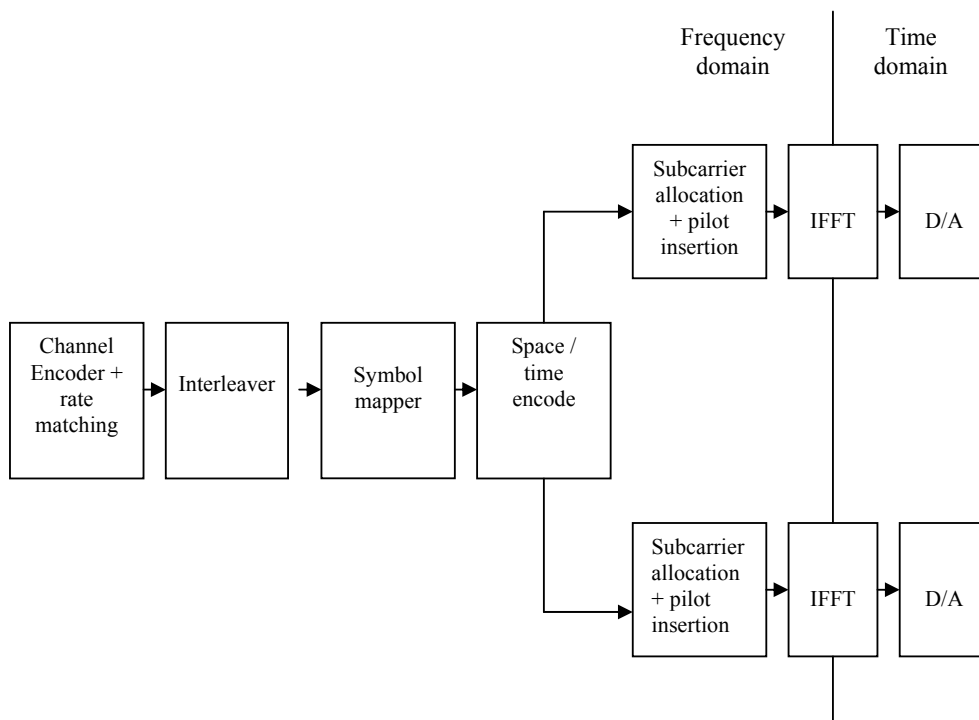 Frequency
domain
Time
domain
Subcarrier
allocation
+ pilot
insertion
IFFT
D/A
Channel
Encoder +
rate
matching
Interleaver
Symbol
mapper
Space /
time
encode
Subcarrier
allocation
+ pilot
insertion
IFFT
D/A